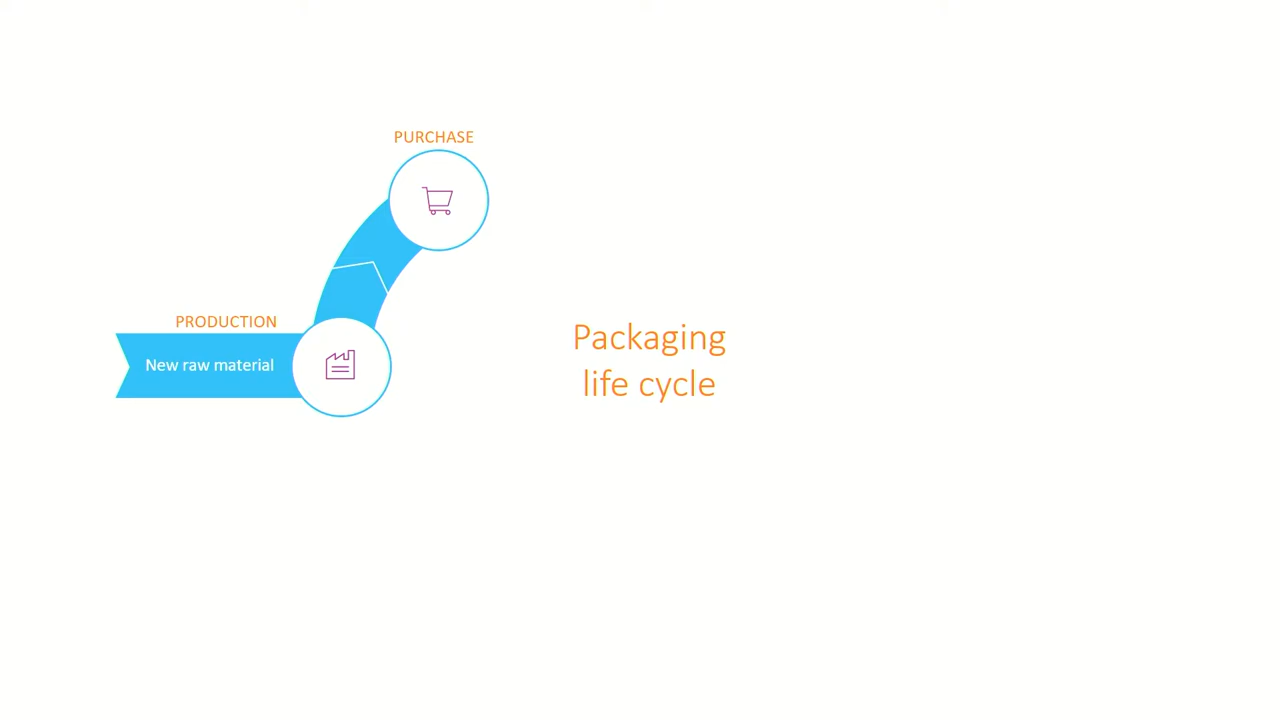 PURCHASE
PRODUCTION
New raw material
Packaging
life cycle